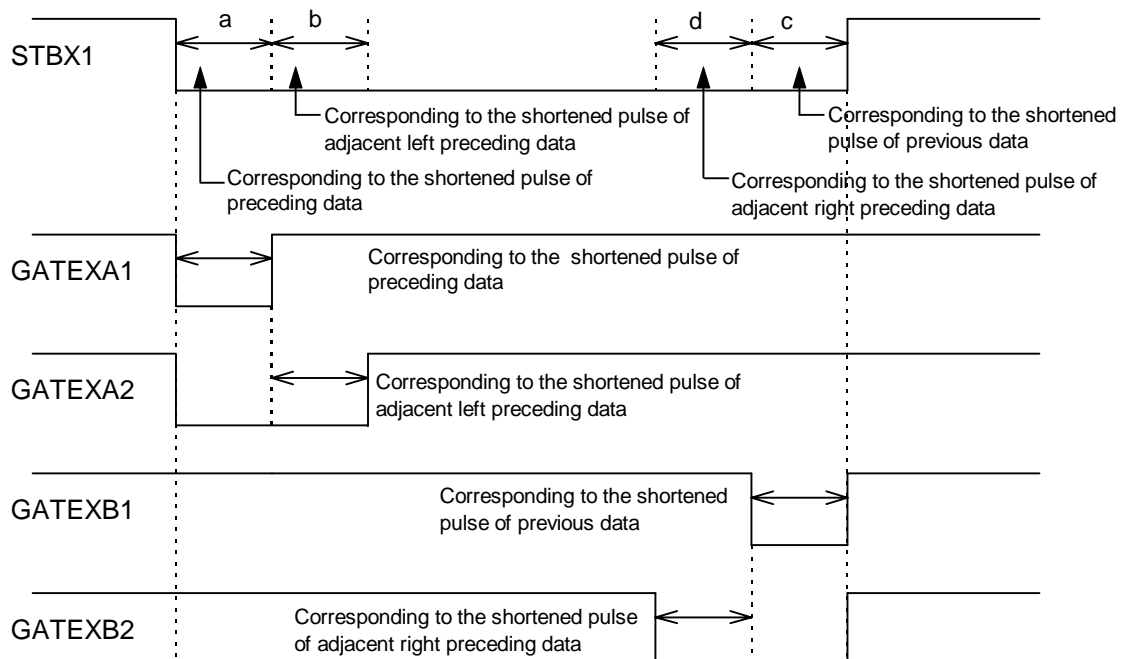 a b d c
STBX1
Corresponding to the shortened pulse of
adjacent left preceding data
Corresponding to the shortened
pulse of previous data
Corresponding to the shortened pulse of
preceding data
Corresponding to the shortened pulse of
adjacent right preceding data
GATEXA1
Corresponding to the shortened pulse of
preceding data
GATEXA2
Corresponding to the shortened pulse of
adjacent left preceding data
GATEXB1
Corresponding to the shortened
pulse of previous data
GATEXB2
Corresponding to the shortened pulse
of adjacent right preceding data